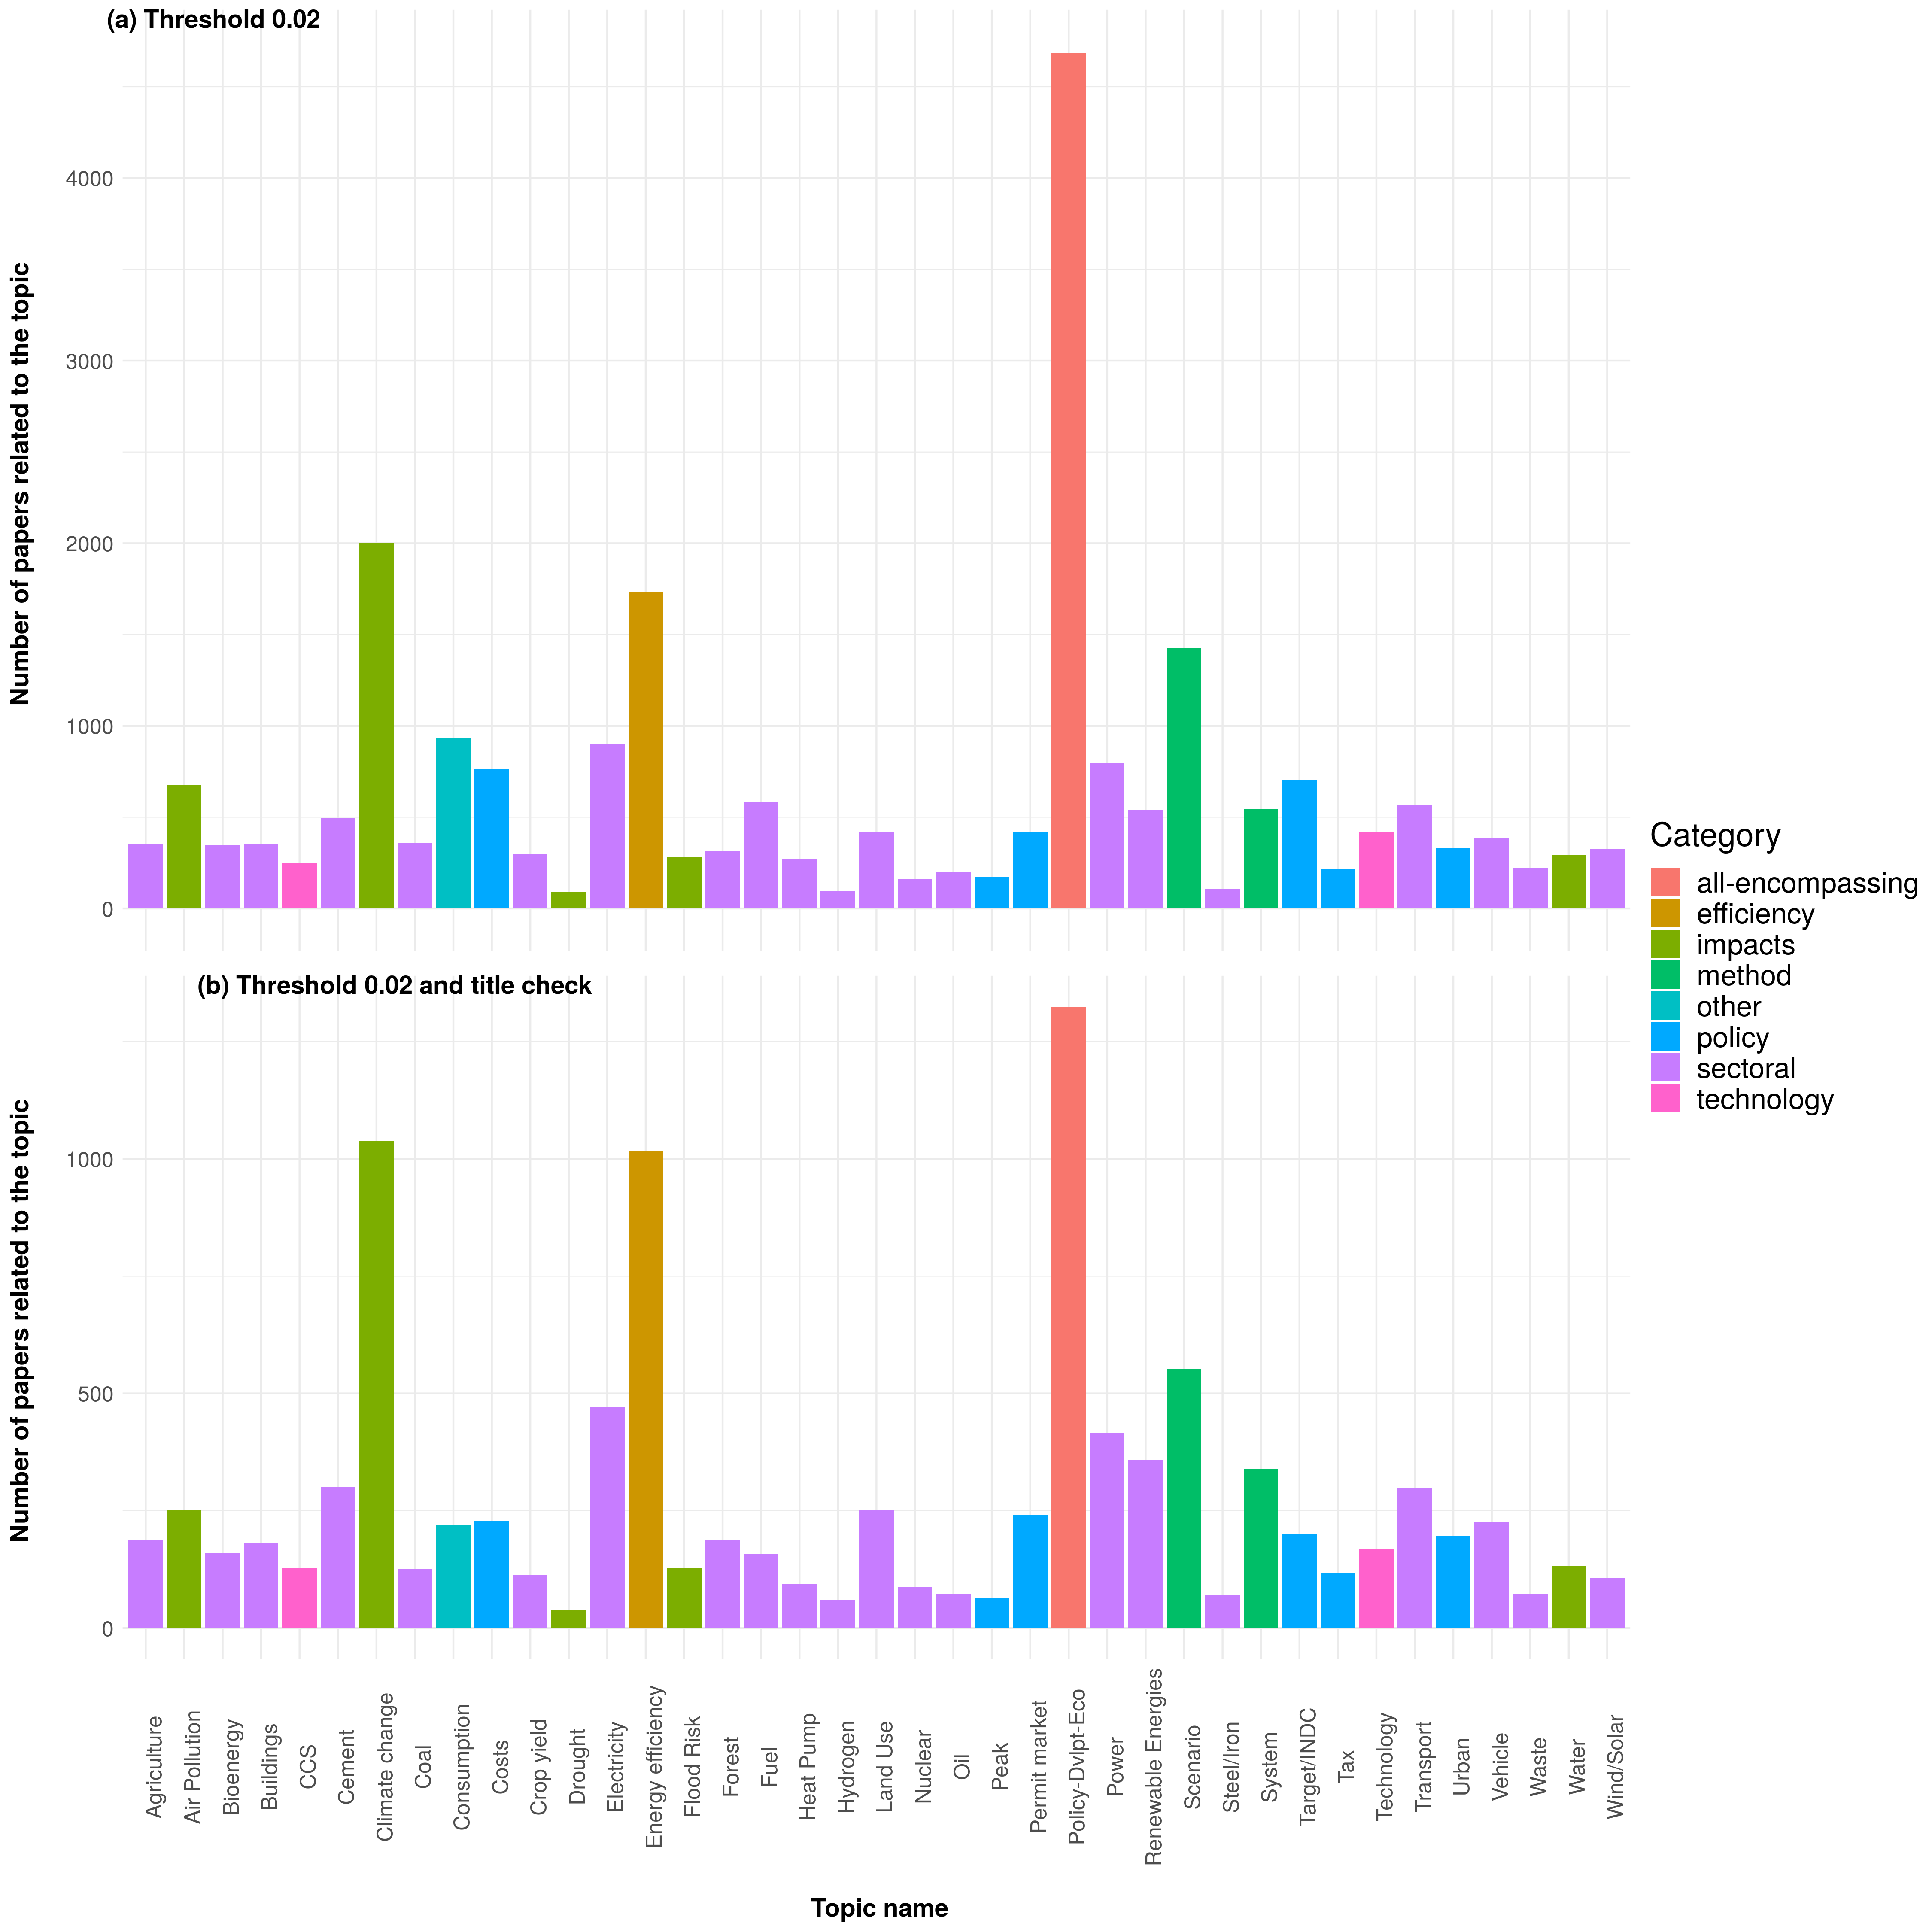 (a) Threshold 0.02
Number of papers related to the topic
4000
3000
2000
1000
0
(b) Threshold 0.02 and title check
Number of papers related to the topic
1000
500
0
Agriculture
Air Pollution
Bioenergy
Buildings
CCS
Cement
Climate change
Coal
Consumption
Costs
Crop yield
Drought
Electricity
Energy efficiency
Flood Risk
Forest
Fuel
Heat Pump
Hydrogen
Land Use
Nuclear
Oil
Peak
Permit market
Policy-Dvlpt-Eco
Power
Renewable Energies
Scenario
Steel/Iron
System
Target/INDC
Tax
Technology
Transport
Urban
Vehicle
Waste
Water
Wind/Solar
Topic name
Category
all-encompassing
efficiency
impacts
method
other
policy
sectoral
technology